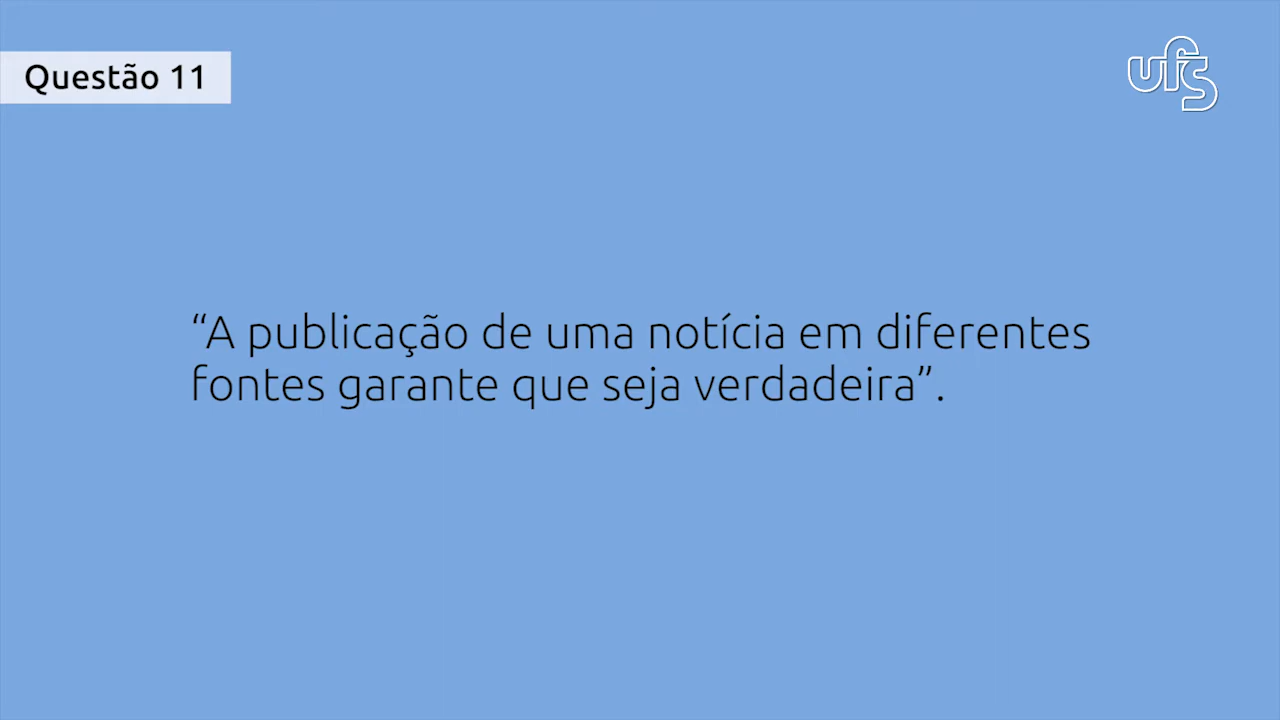 Questão 11
ufs
“A publicação de uma notícia em diferentes
fontes garante que seja verdadeira”.